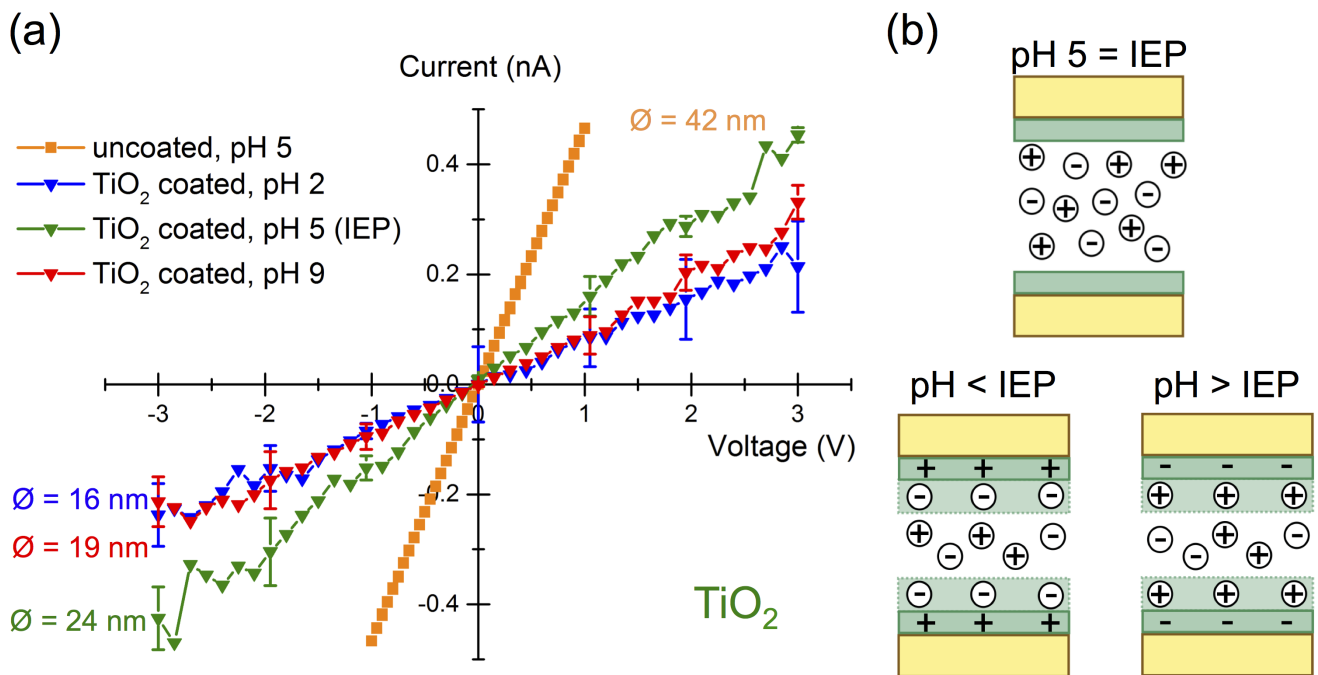 (a)
Current (nA)
Ø = 42 nm
uncoated, pH 5
TiO₂ coated, pH 2
TiO₂ coated, pH 5 (IEP)
TiO₂ coated, pH 9
0.4
0.2
0.0
-3 -2 -1 0 1 2 3
Voltage (V)
-0.2
-0.4
Ø = 16 nm
Ø = 19 nm
Ø = 24 nm
TiO₂
(b)
pH 5 = IEP
+ - + +
- + - -
+ - + -
pH < IEP
+ + +
- - -
+ - + + -
- - -
+ + +
pH > IEP
- - -
+ + +
- - + + -
+ + +
- - -